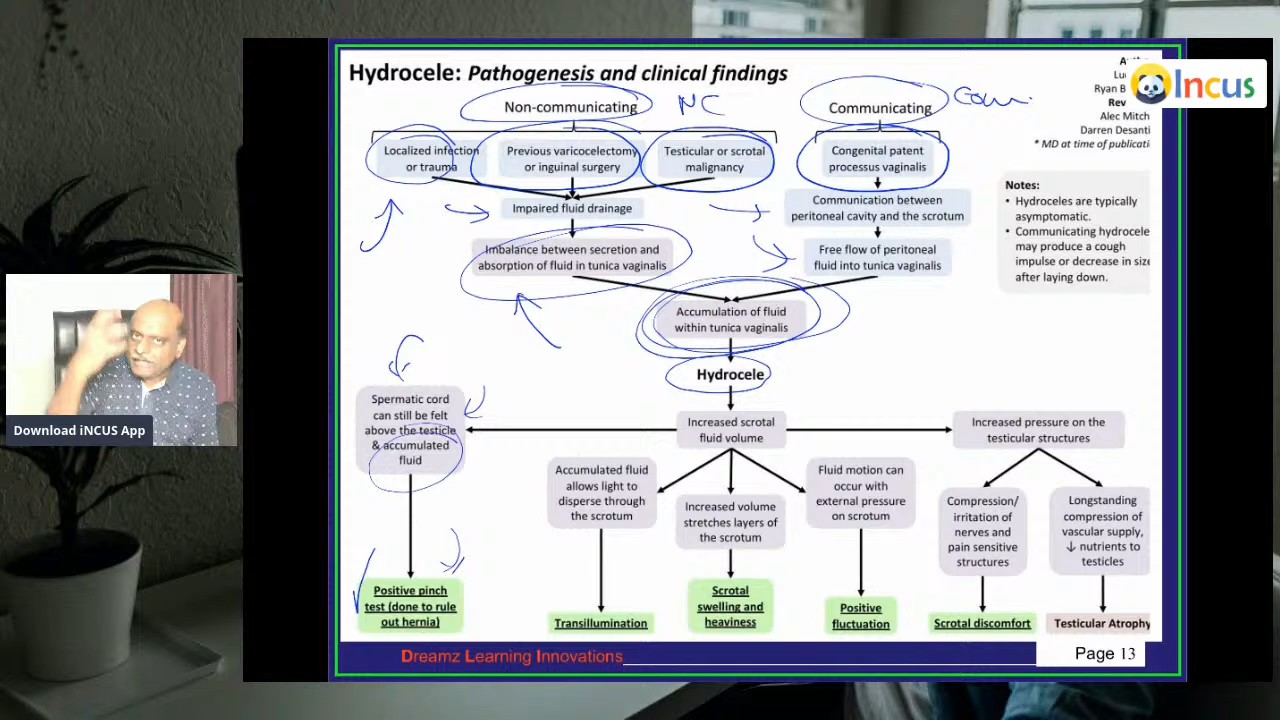 Hydrocele: Pathogenesis and clinical findings
Incus
Ryan B
Rev
Alec Mitch
Darren Desanti
* MD at time of publicati
Non-communicating
NC
Communicating
Com
Localized infection
or trauma
Previous varicocelectomy
or inguinal surgery
Testicular or scrotal
malignancy
Congenital patent
processus vaginalis
Impaired fluid drainage
Communication between
peritoneal cavity and the scrotum
Imbalance between secretion and
absorption of fluid in tunica vaginalis
Free flow of peritoneal
fluid into tunica vaginalis
Notes:
• Hydroceles are typically
asymptomatic.
• Communicating hydrocele
may produce a cough
impulse or decrease in size
after laying down.
Accumulation of fluid
within tunica vaginalis
Hydrocele
Spermatic cord
can still be felt
above the testicle
& accumulated
fluid
Increased scrotal
fluid volume
Increased pressure on the
testicular structures
Accumulated fluid
allows light to
disperse through
the scrotum
Increased volume
stretches layers of
the scrotum
Fluid motion can
occur with
external pressure
on scrotum
Compression/
irritation of
nerves and
pain sensitive
structures
Longstanding
compression of
vascular supply,
↓ nutrients to
testicles
Positive pinch
test (done to rule
out hernia)
Transillumination
Scrotal
swelling and
heaviness
Positive
fluctuation
Scrotal discomfort
Testicular Atrophy
Download iNCUS App
Dreamz Learning Innovations
Page 13